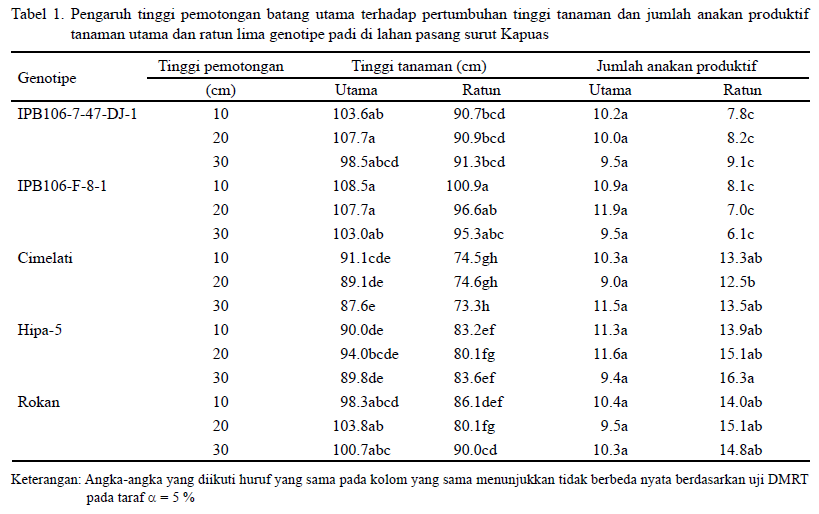 Tabel 1. Pengaruh tinggi pemotongan batang utama terhadap pertumbuhan tinggi tanaman dan jumlah anakan produktif
tanaman utama dan ratun lima genotipe padi di lahan pasang surut Kapuas
Genotipe Tinggi pemotongan Tinggi tanaman (cm) Jumlah anakan produktif
(cm) Utama Ratun Utama Ratun
IPB106-7-47-DJ-1 10 103.6ab 90.7bcd 10.2a 7.8c
20 107.7a 90.9bcd 10.0a 8.2c
30 98.5abcd 91.3bcd 9.5a 9.1c
IPB106-F-8-1 10 108.5a 100.9a 10.9a 8.1c
20 107.7a 96.6ab 11.9a 7.0c
30 103.0ab 95.3abc 9.5a 6.1c
Cimelati 10 91.1cde 74.5gh 10.3a 13.3ab
20 89.1de 74.6gh 9.0a 12.5b
30 87.6e 73.3h 11.5a 13.5ab
Hipa-5 10 90.0de 83.2ef 11.3a 13.9ab
20 94.0bcde 80.1fg 11.6a 15.1ab
30 89.8de 83.6ef 9.4a 16.3a
Rokan 10 98.3abcd 86.1def 10.4a 14.0ab
20 103.8ab 80.1fg 9.5a 15.1ab
30 100.7abc 90.0cd 10.3a 14.8ab
Keterangan: Angka-angka yang diikuti huruf yang sama pada kolom yang sama menunjukkan tidak berbeda nyata berdasarkan uji DMRT
pada taraf α = 5 %